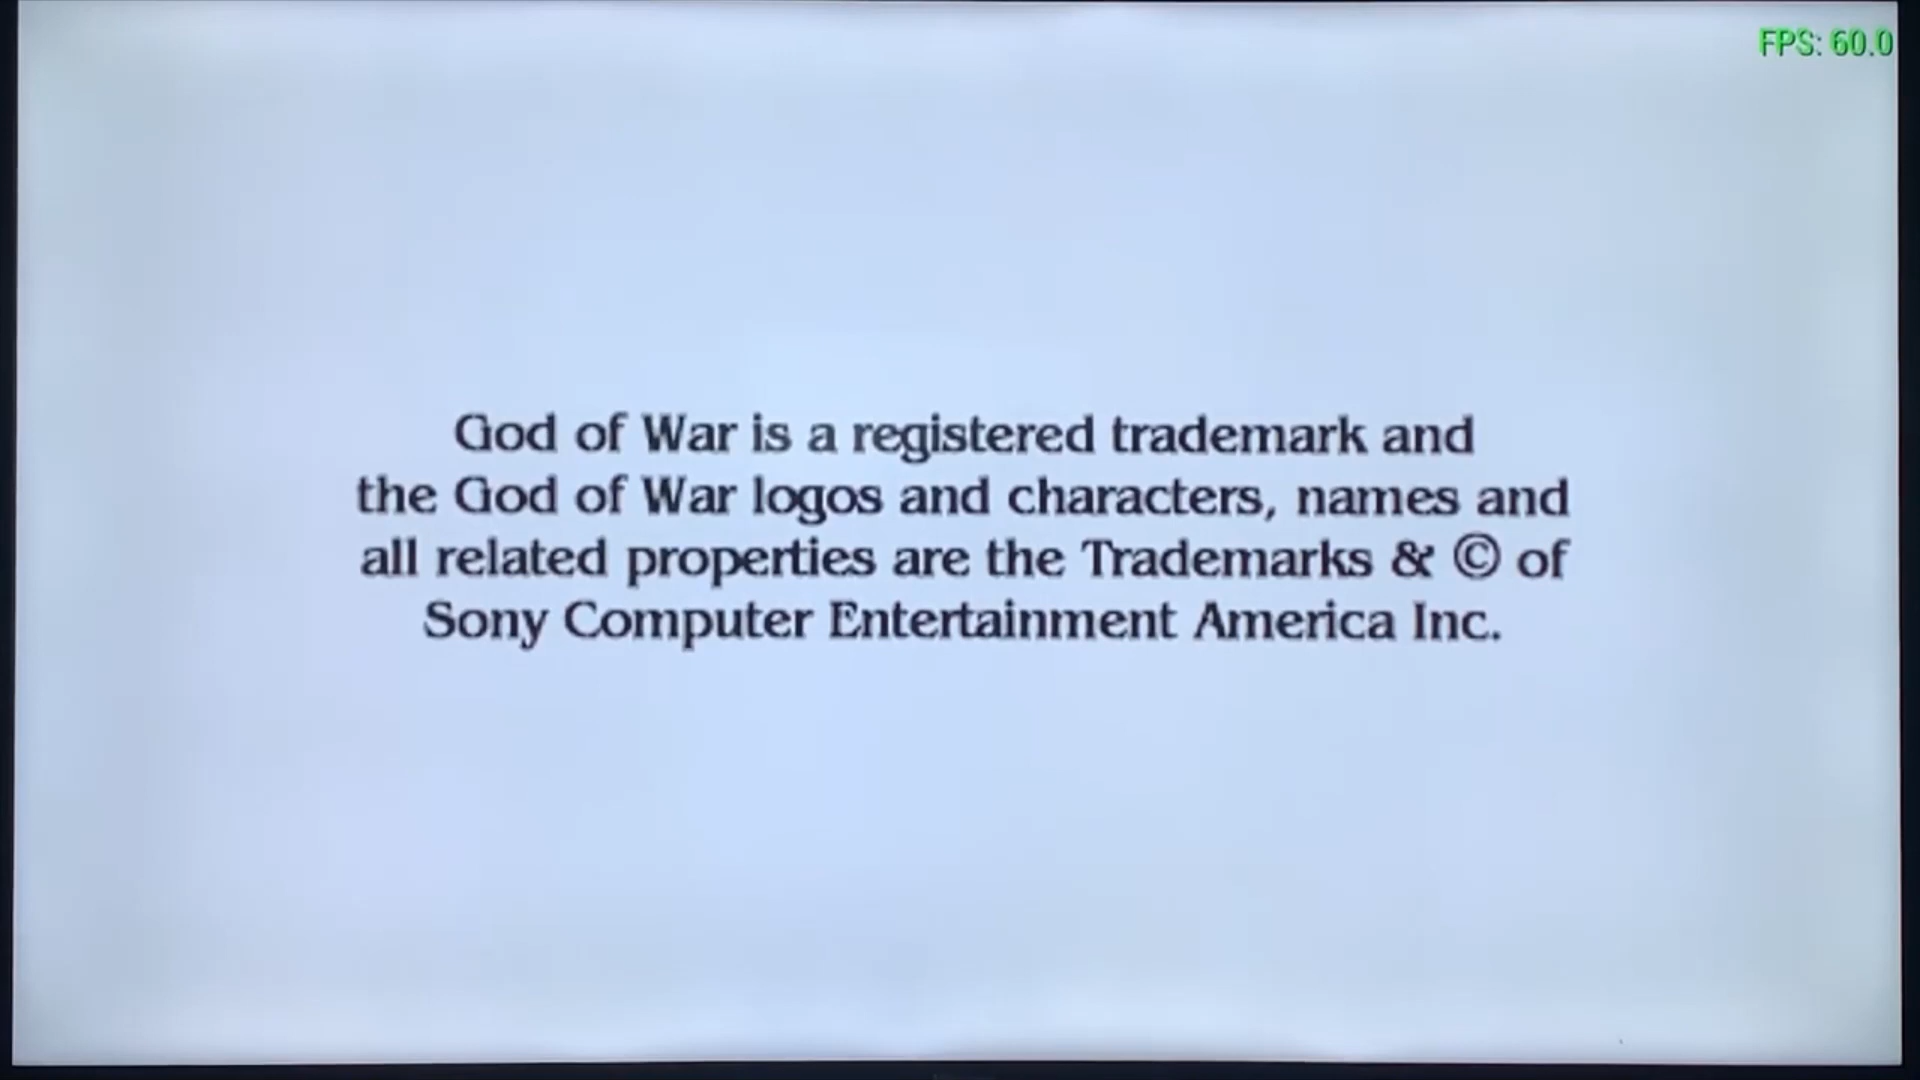 FPS: 60.0
God of War is a registered trademark and
the God of War logos and characters, names and
all related properties are the Trademarks & © of
Sony Computer Entertainment America Inc.